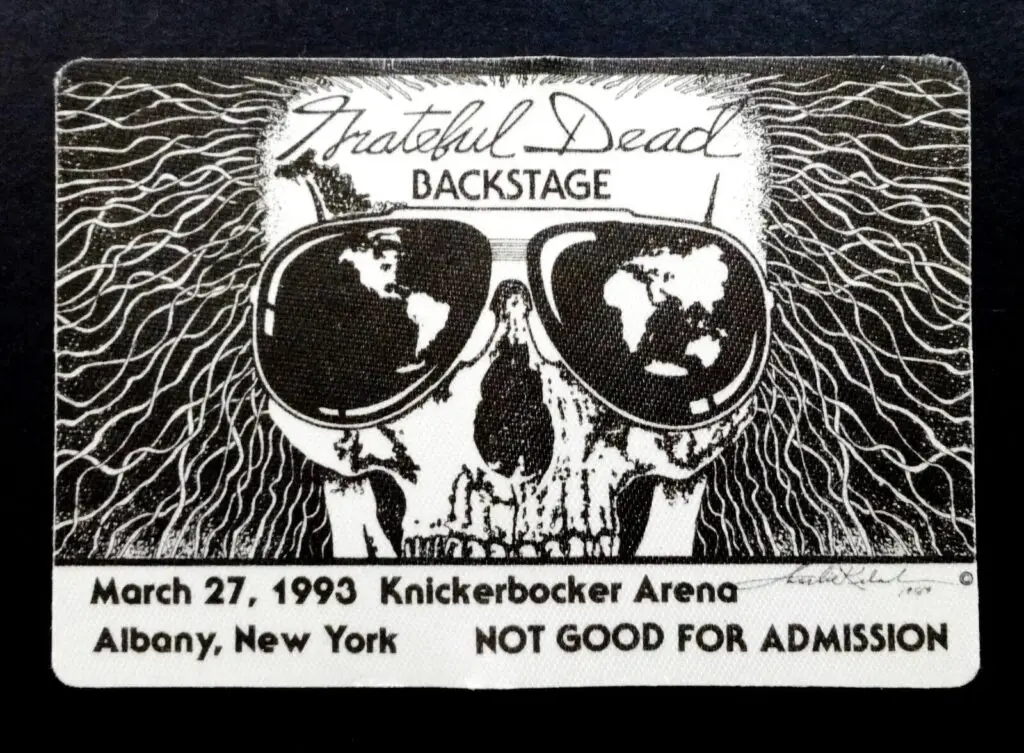 Grateful Dead
BACKSTAGE
March 27, 1993 Knickerbocker Arena
©
Albany, New York NOT GOOD FOR ADMISSION